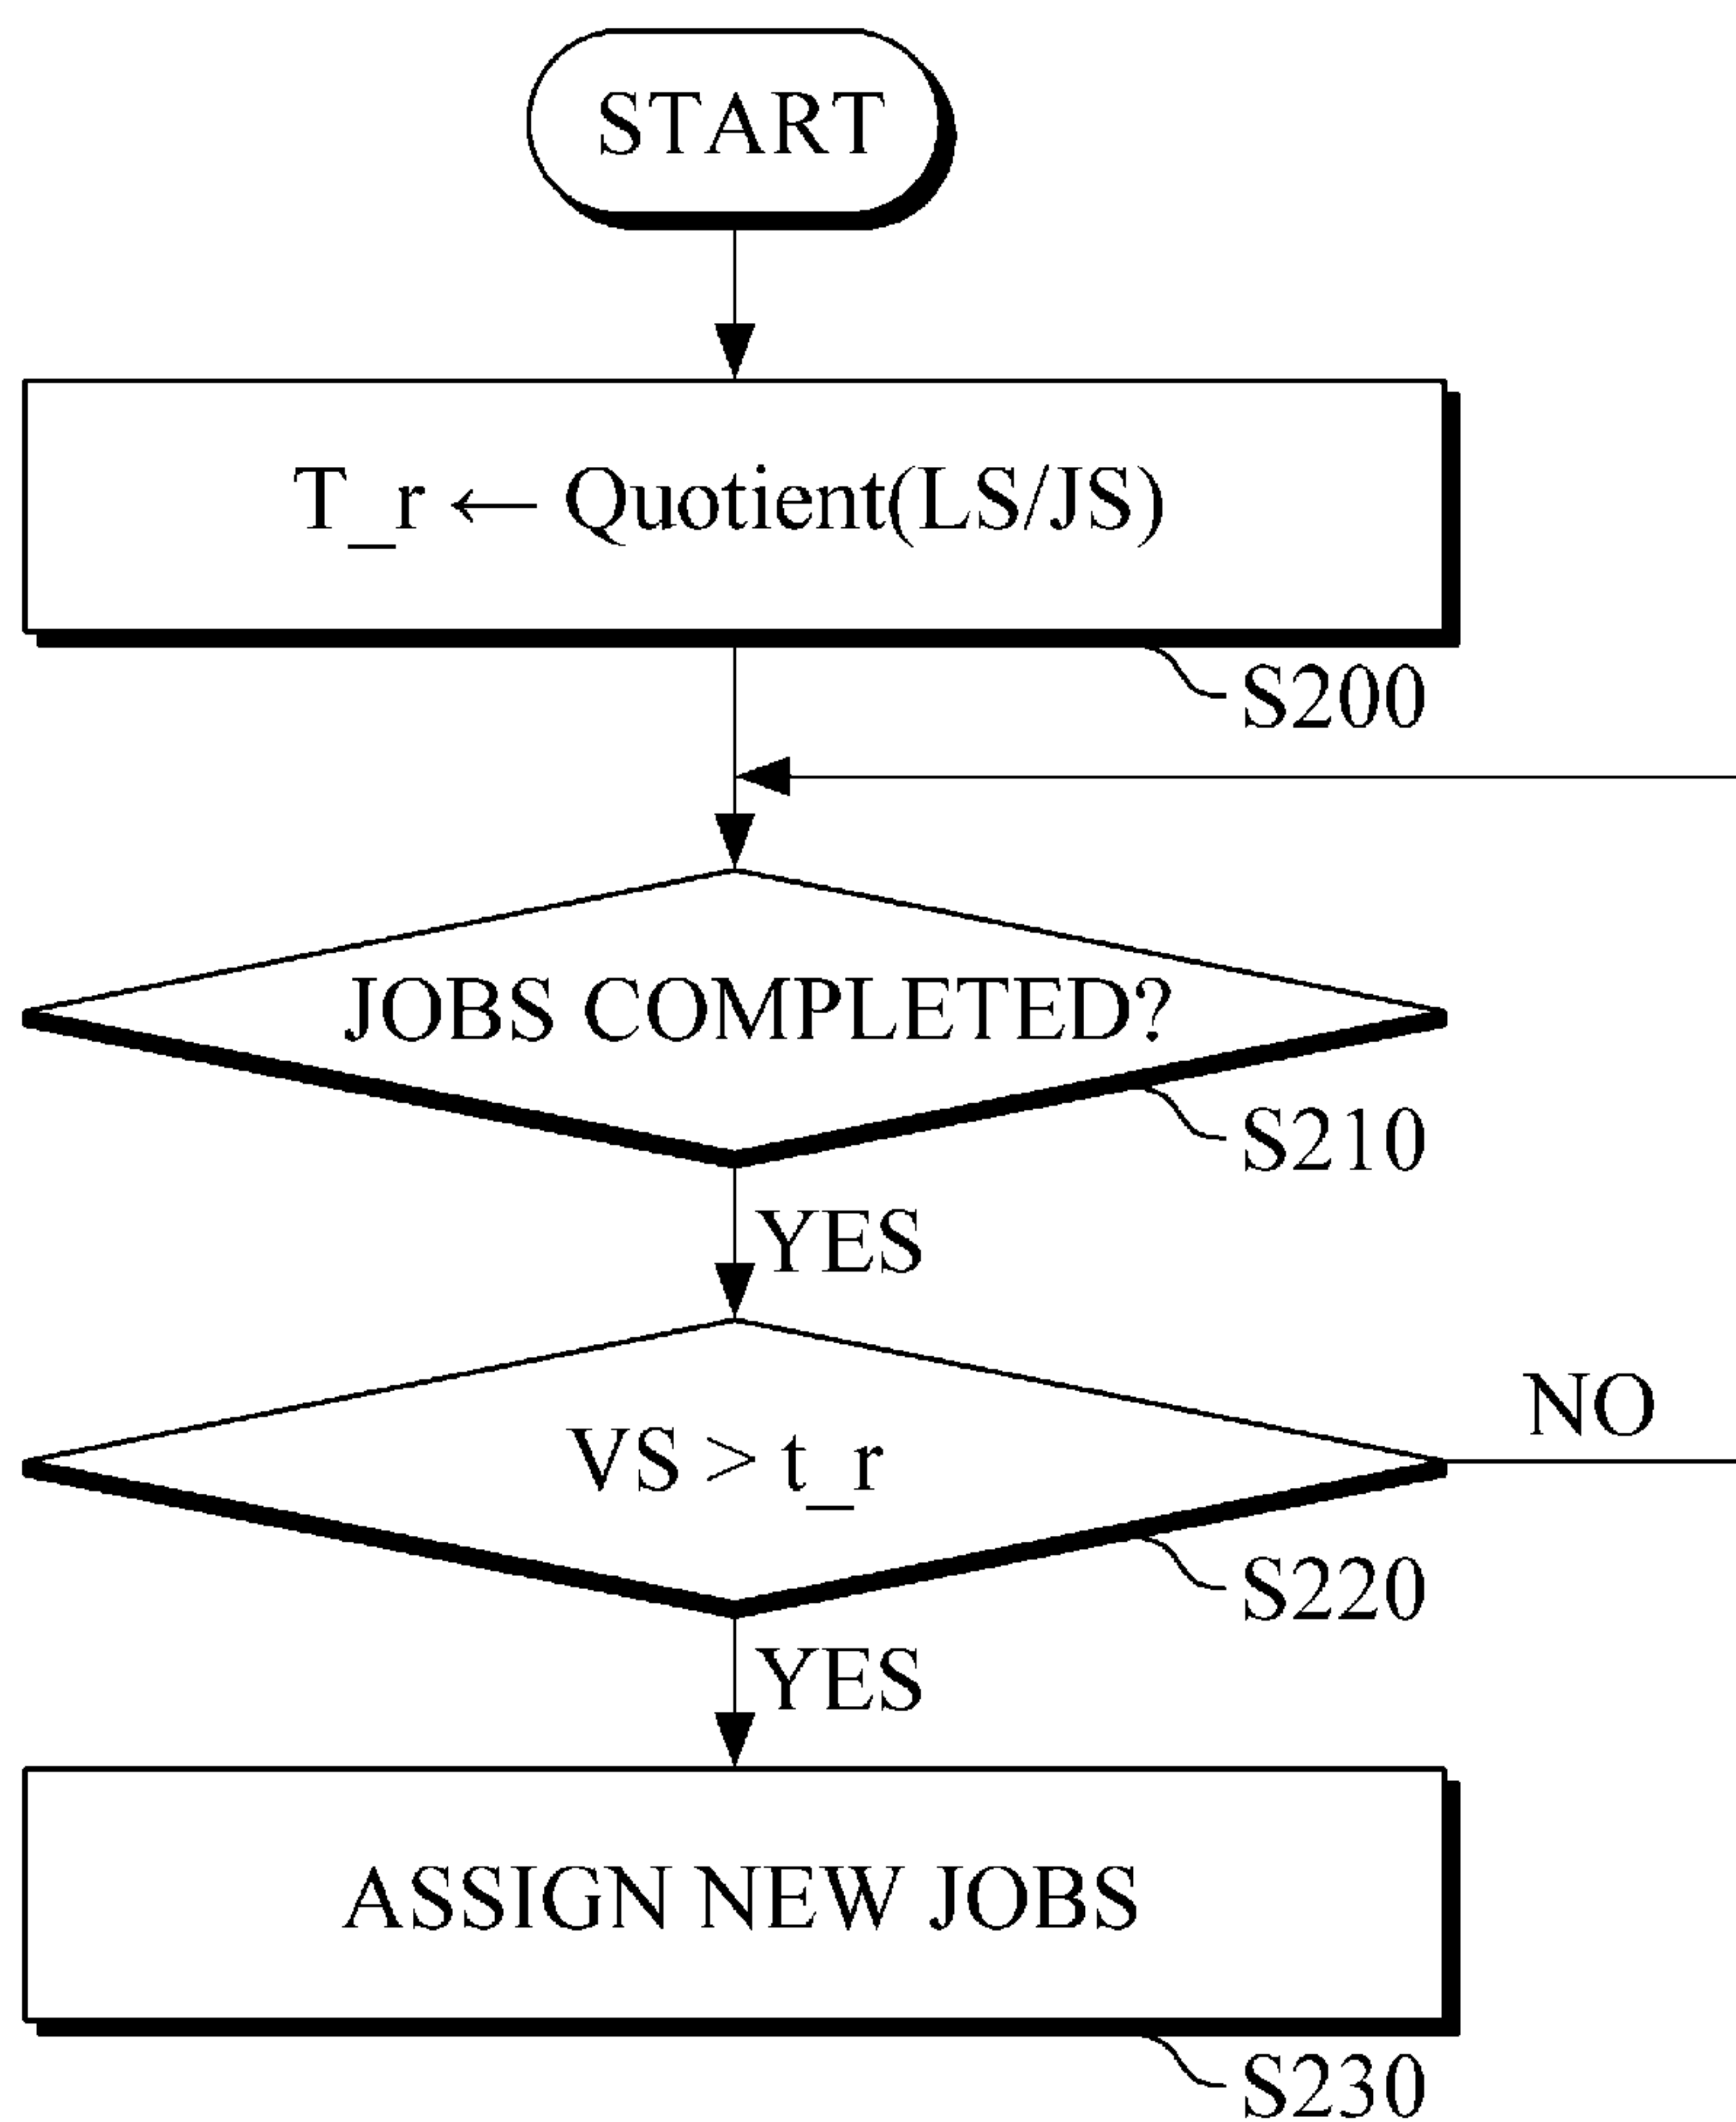 START
T_r ← Quotient(LS/JS)
S200
JOBS COMPLETED?
S210
YES
VS > t_r
NO
S220
YES
ASSIGN NEW JOBS
S230